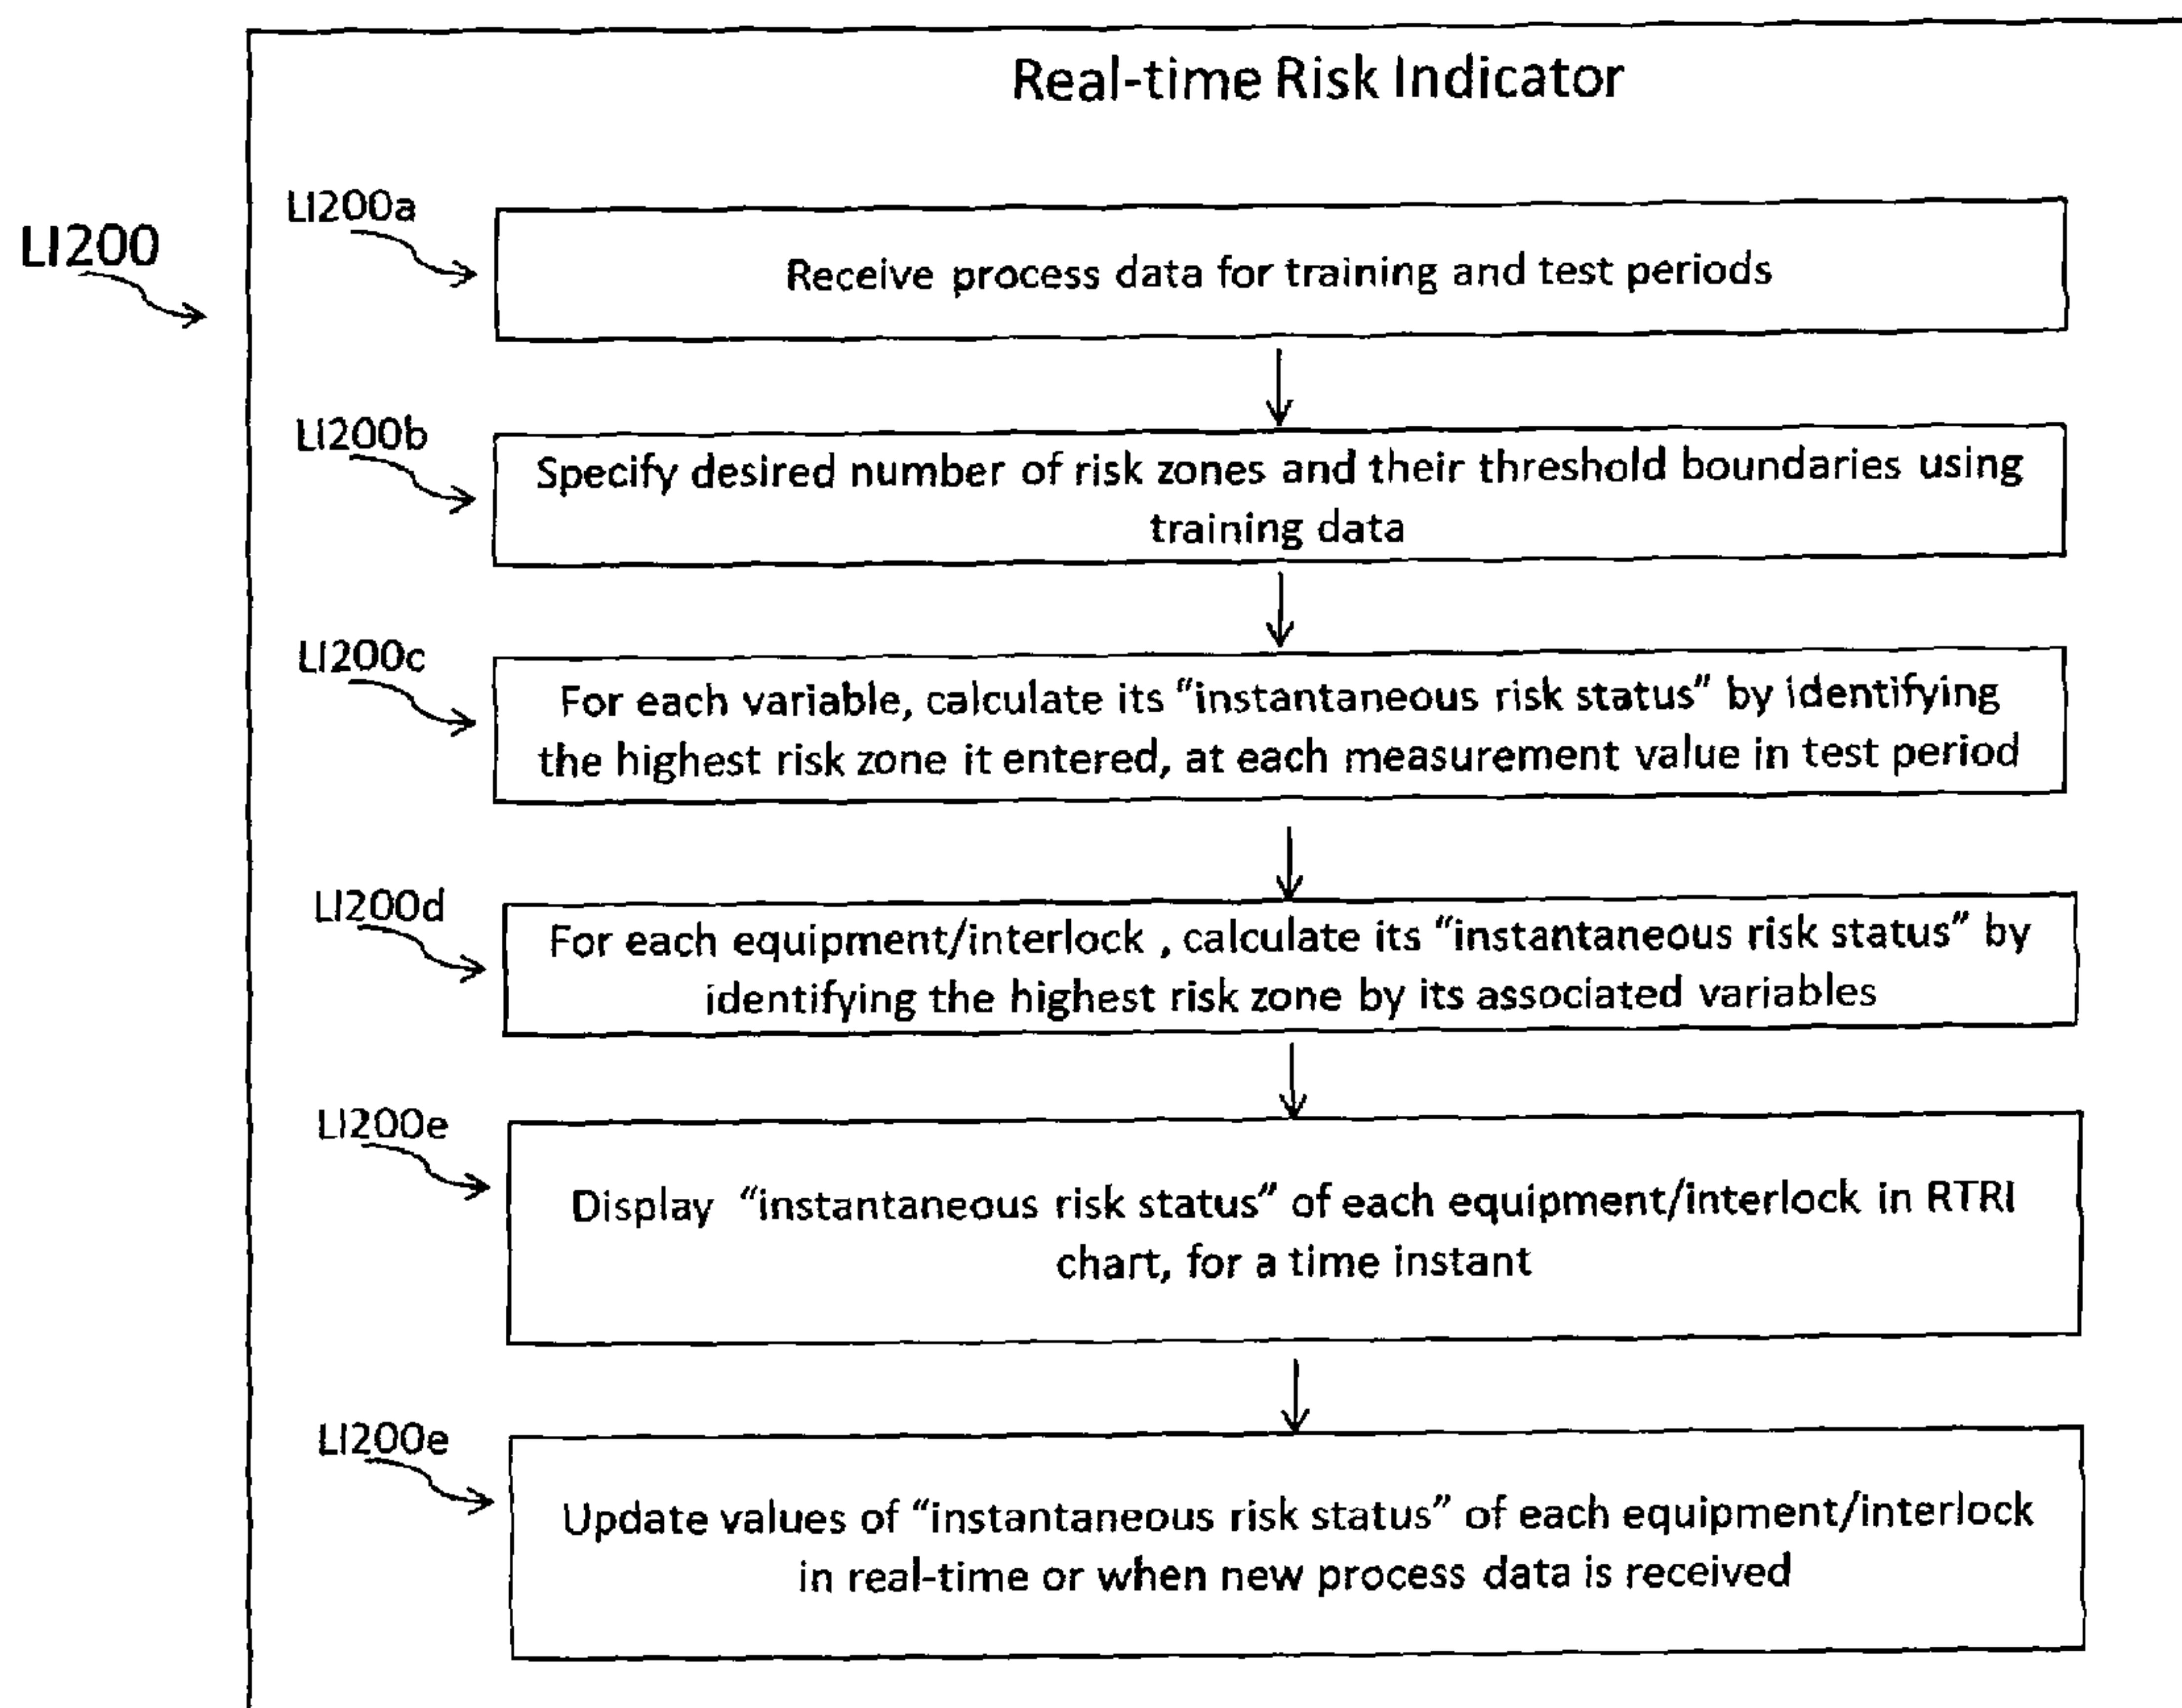 Real-time Risk Indicator
LI200
LI200a
Receive process data for training and test periods
LI200b
Specify desired number of risk zones and their threshold boundaries using
training data
LI200c
For each variable, calculate its “instantaneous risk status” by identifying
the highest risk zone it entered, at each measurement value in test period
LI200d
For each equipment/interlock , calculate its “instantaneous risk status” by
identifying the highest risk zone by its associated variables
LI200e
Display “instantaneous risk status” of each equipment/interlock in RTRI
chart, for a time instant
LI200e
Update values of “instantaneous risk status” of each equipment/interlock
in real-time or when new process data is received